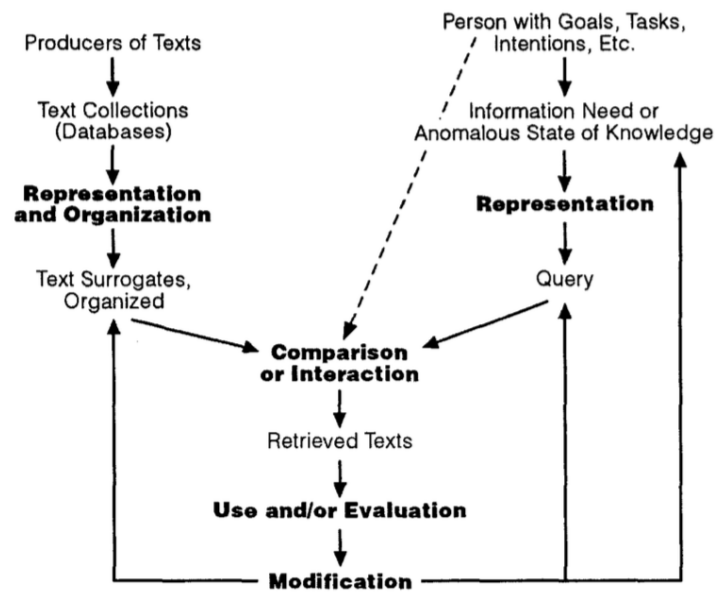 Producers of Texts
Text Collections
(Databases)
Representation
and Organization
Text Surrogates,
Organized
Person with Goals, Tasks,
Intentions, Etc.
Information Need or
Anomalous State of Knowledge
Representation
Query
Comparison
or Interaction
Retrieved Texts
Use and/or Evaluation
Modification